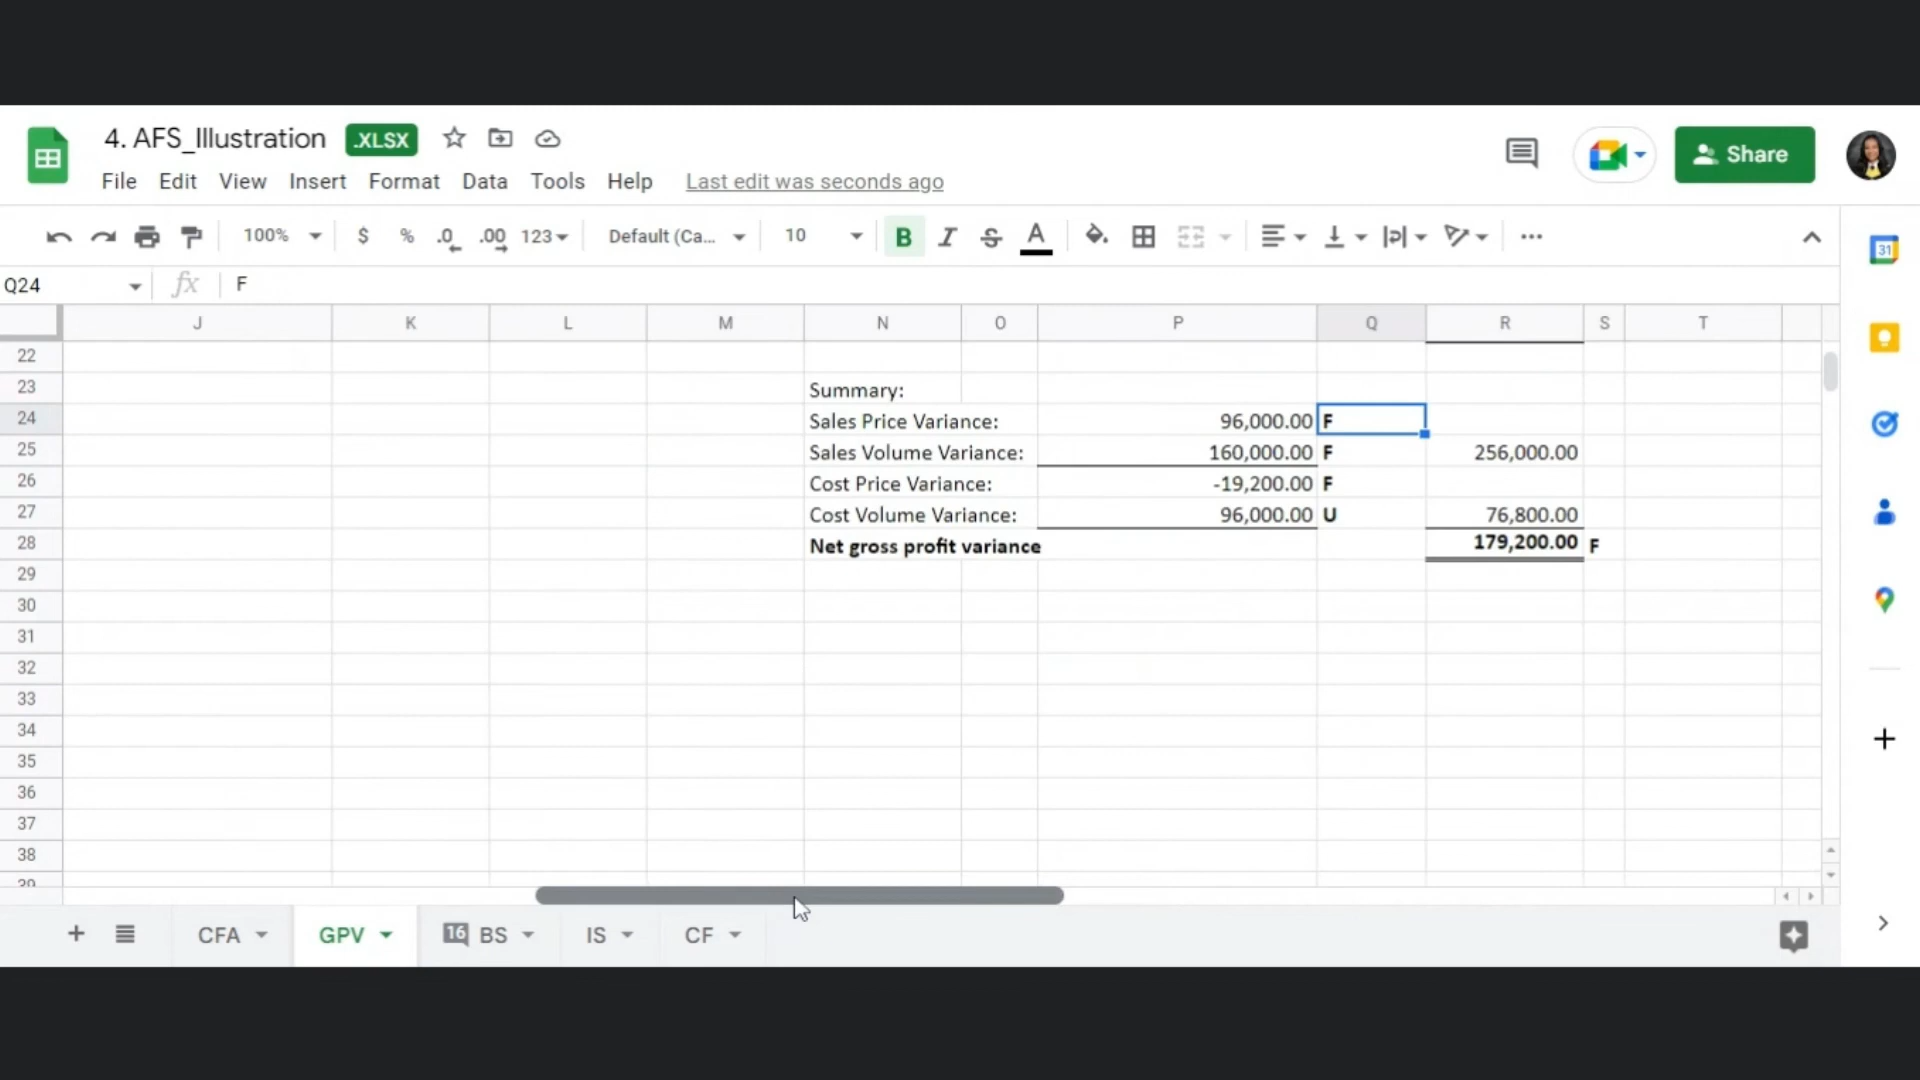 4. AFS_Illustration .XLSX
File Edit View Insert Format Data Tools Help Last edit was seconds ago
Share
100% $ % .0 .00 123 Default (Ca... 10 B I S A
31
Q24 fx F
J K L M N O P Q R S T
22
23 Summary:
24 Sales Price Variance: 96,000.00 F
25 Sales Volume Variance: 160,000.00 F 256,000.00
26 Cost Price Variance: -19,200.00 F
27 Cost Volume Variance: 96,000.00 U 76,800.00
28 Net gross profit variance 179,200.00 F
29
30
31
32
33
34
35
36
37
38
39
+ CFA GPV 16 BS IS CF